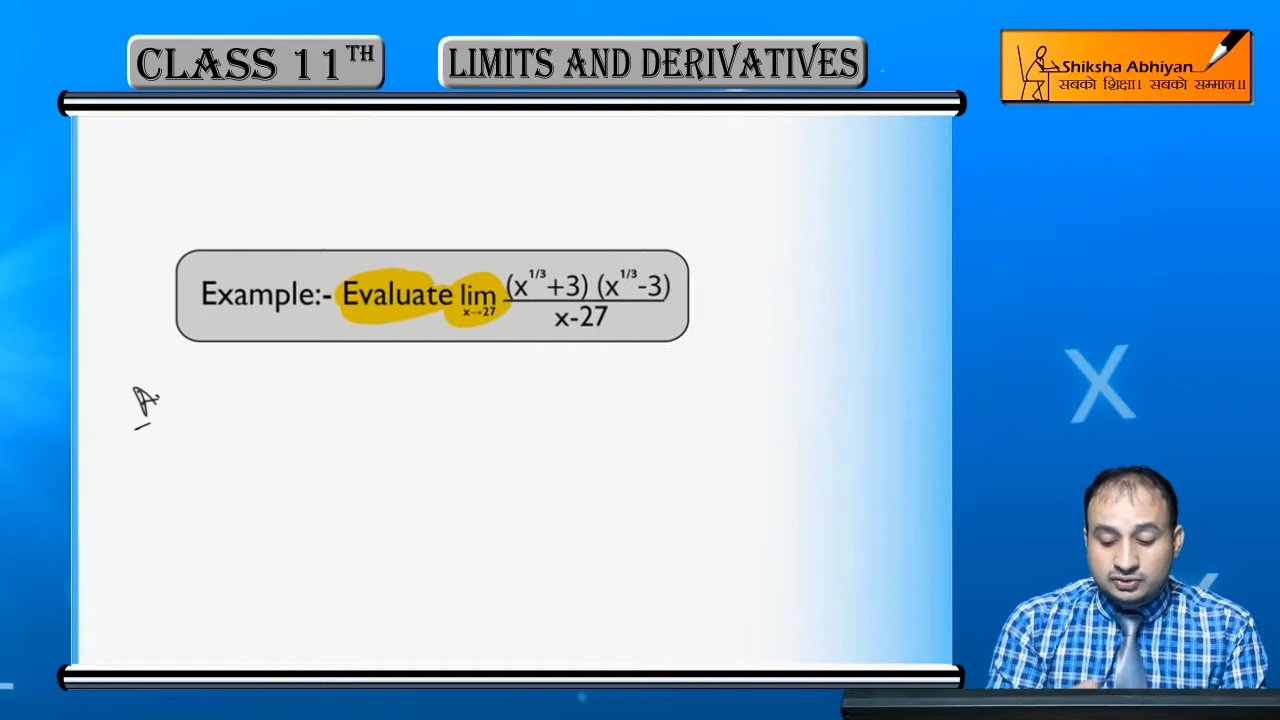 CLASS 11TH
LIMITS AND DERIVATIVES
Shiksha Abhiyan
सबको शिक्षा। सबको सम्मान॥
Example:- Evaluate lim x→27 (x^1/3+3) (x^1/3-3)
x-27
A
X